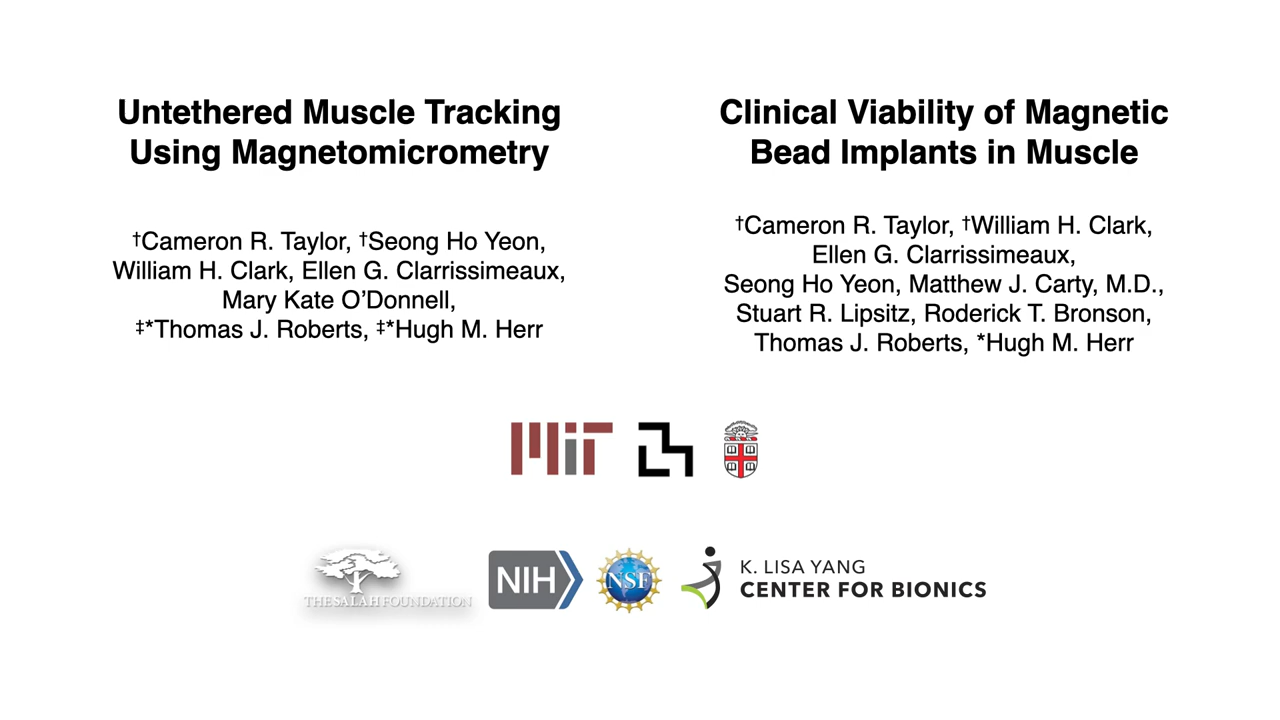 Untethered Muscle Tracking
Using Magnetomicrometry
†Cameron R. Taylor, †Seong Ho Yeon,
William H. Clark, Ellen G. Clarrissimeaux,
Mary Kate O’Donnell,
‡*Thomas J. Roberts, ‡*Hugh M. Herr
Clinical Viability of Magnetic
Bead Implants in Muscle
†Cameron R. Taylor, †William H. Clark,
Ellen G. Clarrissimeaux,
Seong Ho Yeon, Matthew J. Carty, M.D.,
Stuart R. Lipsitz, Roderick T. Bronson,
Thomas J. Roberts, *Hugh M. Herr
MIT
THE SALAH FOUNDATION
NIH
NSF
K. LISA YANG
CENTER FOR BIONICS